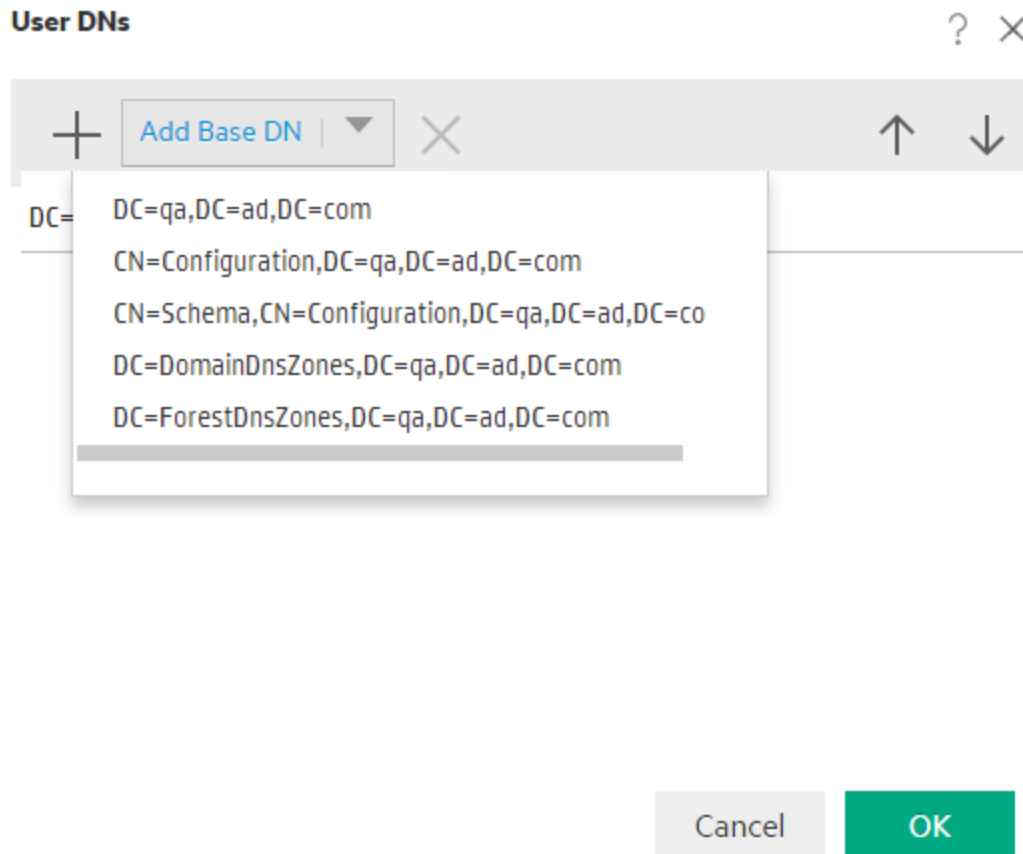 User DNs
?
Add Base DN
DC=
DC=qa,DC=ad,DC=com
CN=Configuration,DC=qa,DC=ad,DC=com
CN=Schema,CN=Configuration,DC=qa,DC=ad,DC=co
DC=DomainDnsZones,DC=qa,DC=ad,DC=com
DC=ForestDnsZones,DC=qa,DC=ad,DC=com
Cancel
OK